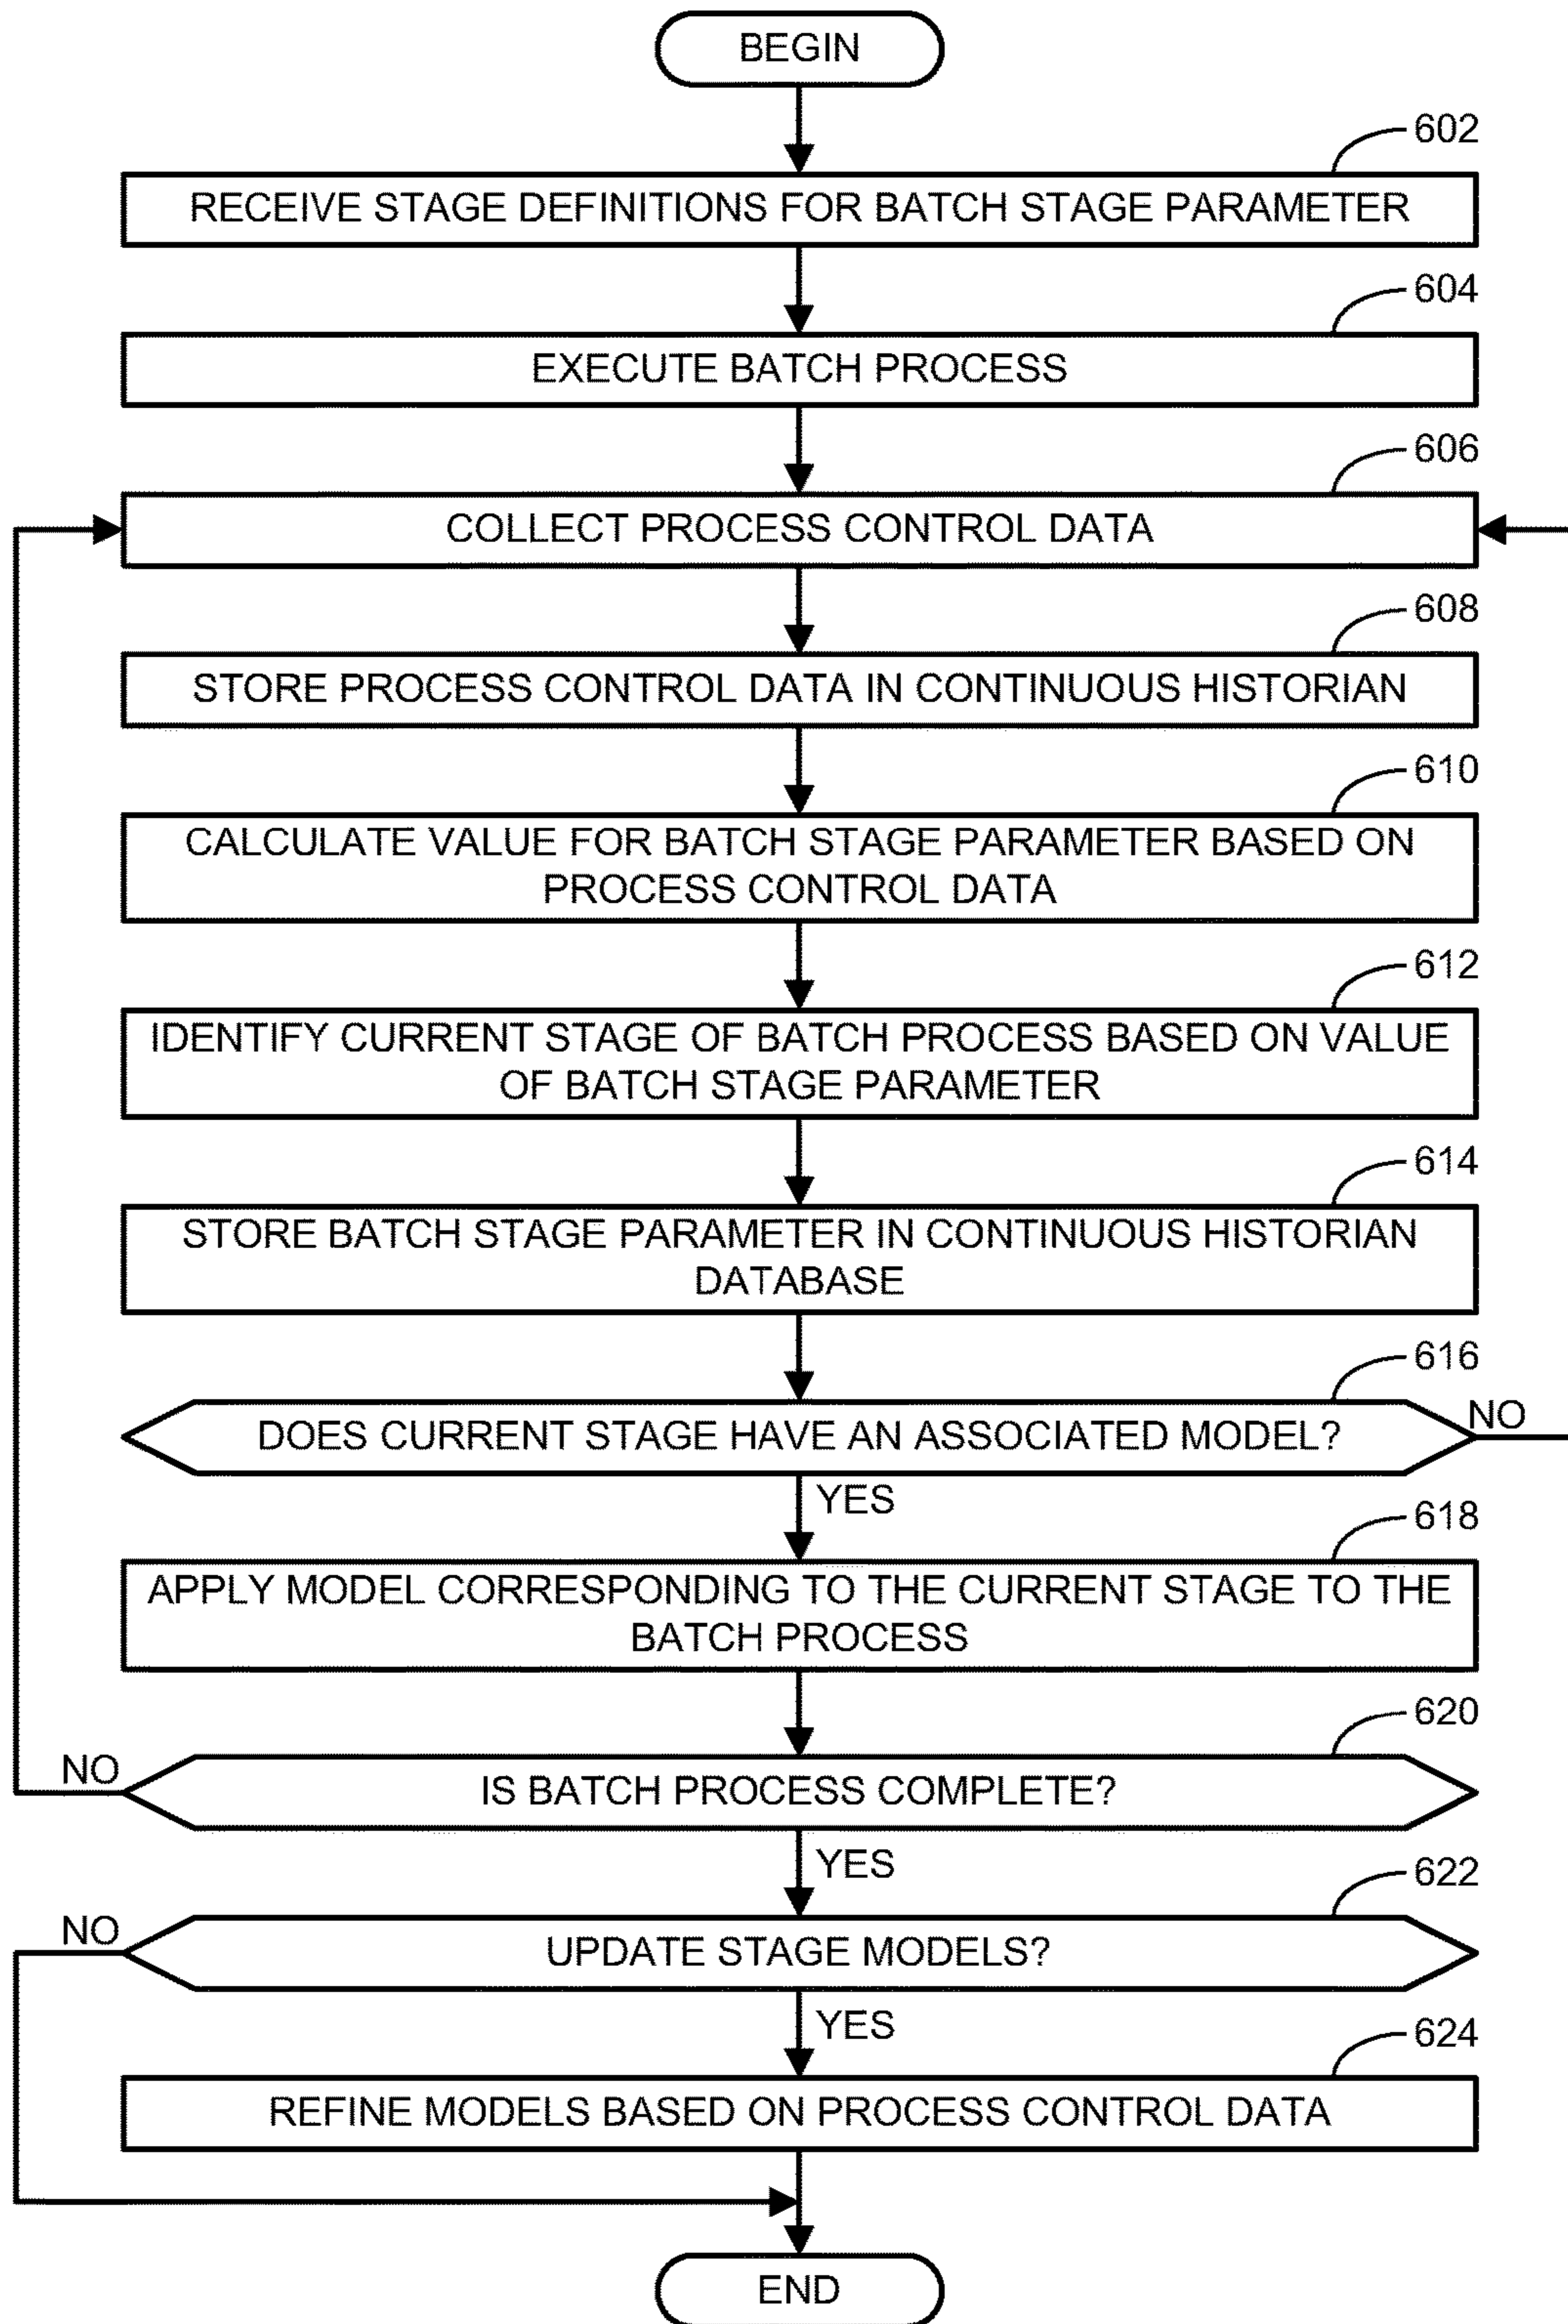 BEGIN
602
RECEIVE STAGE DEFINITIONS FOR BATCH STAGE PARAMETER
604
EXECUTE BATCH PROCESS
606
COLLECT PROCESS CONTROL DATA
608
STORE PROCESS CONTROL DATA IN CONTINUOUS HISTORIAN
610
CALCULATE VALUE FOR BATCH STAGE PARAMETER BASED ON
PROCESS CONTROL DATA
612
IDENTIFY CURRENT STAGE OF BATCH PROCESS BASED ON VALUE
OF BATCH STAGE PARAMETER
614
STORE BATCH STAGE PARAMETER IN CONTINUOUS HISTORIAN
DATABASE
616
DOES CURRENT STAGE HAVE AN ASSOCIATED MODEL?
NO
YES
618
APPLY MODEL CORRESPONDING TO THE CURRENT STAGE TO THE
BATCH PROCESS
620
NO
IS BATCH PROCESS COMPLETE?
YES
622
NO
UPDATE STAGE MODELS?
YES
624
REFINE MODELS BASED ON PROCESS CONTROL DATA
END